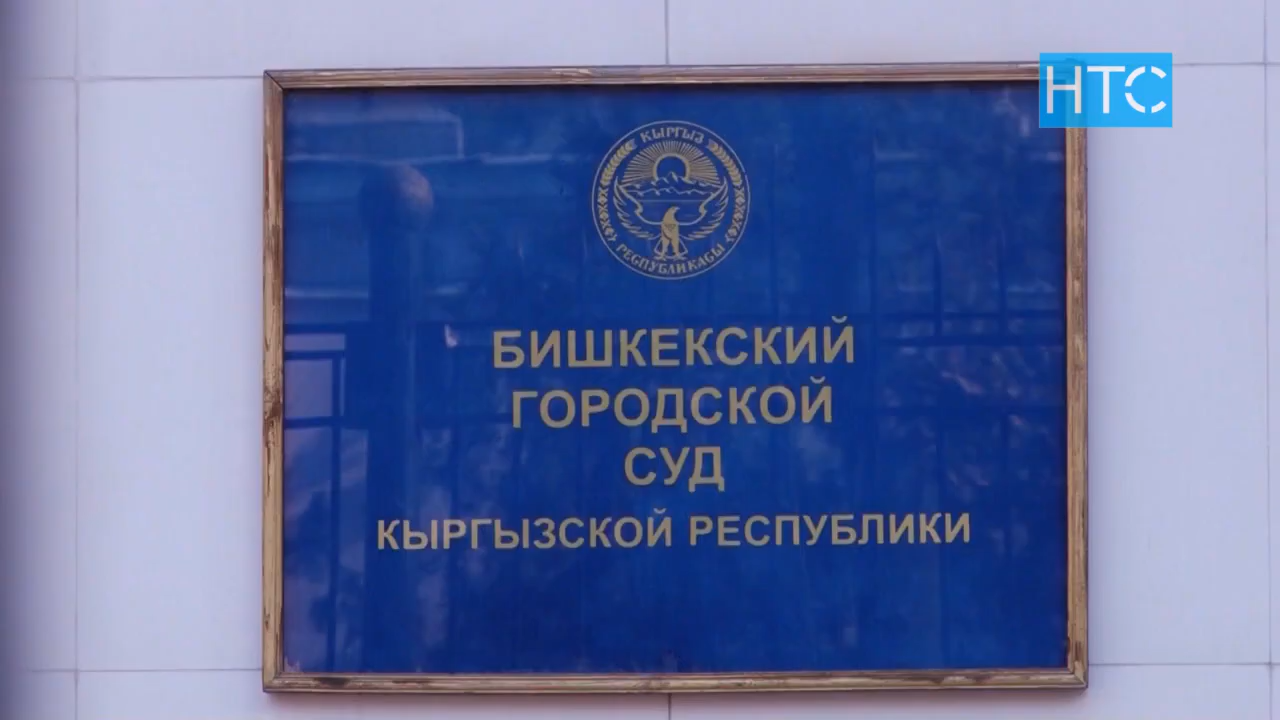 НТС
КЫРГЫЗ
РЕСПУБЛИКАСЫ
БИШКЕКСКИЙ
ГОРОДСКОЙ
СУД
КЫРГЫЗСКОЙ РЕСПУБЛИКИ